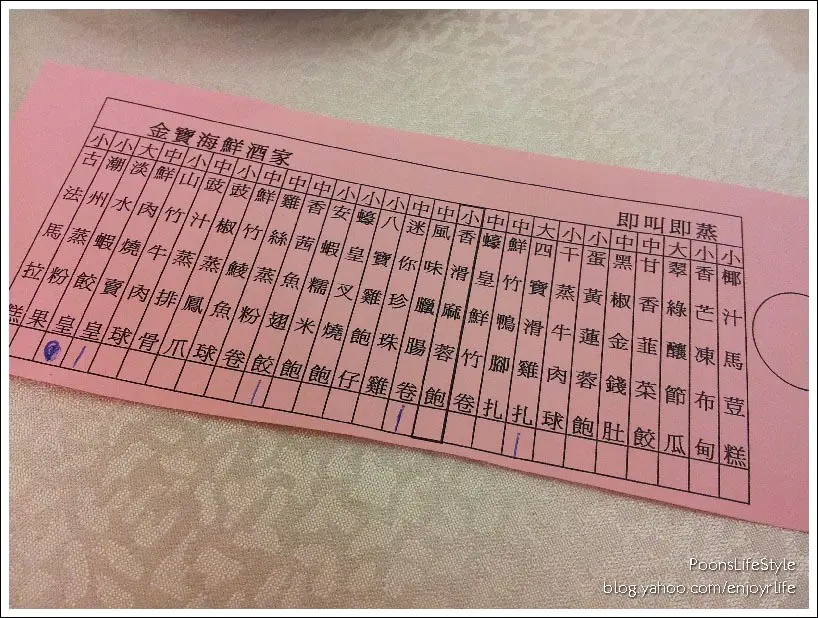 金寶海鮮酒家
即叫即蒸
小椰汁馬荳糕
小香芒凍布甸
大翠綠釀節瓜
中甘香韮菜餃
中黑椒金錢肚
小蛋黃蓮蓉飽
小干蒸牛肉球
大四寶滑雞扎
中鮮竹鴨腳扎
中蠔皇鮮竹卷
小香滑麻蓉飽
中風味臘腸卷
中迷你珍珠雞
小八寶雞飽仔
小蠔皇叉燒飽
小安蝦糯米飽
中香茜魚翅餃
中雞絲蒸粉卷
中鮮竹鯪魚球
小豉椒蒸鳳爪
中豉汁蒸排骨
小山竹牛肉球
中鮮肉燒賣皇
大淡水蝦餃皇
小潮州蒸粉果
小古法馬拉糕
PoonsLifeStyle
blog.yahoo.com/enjoyrlife